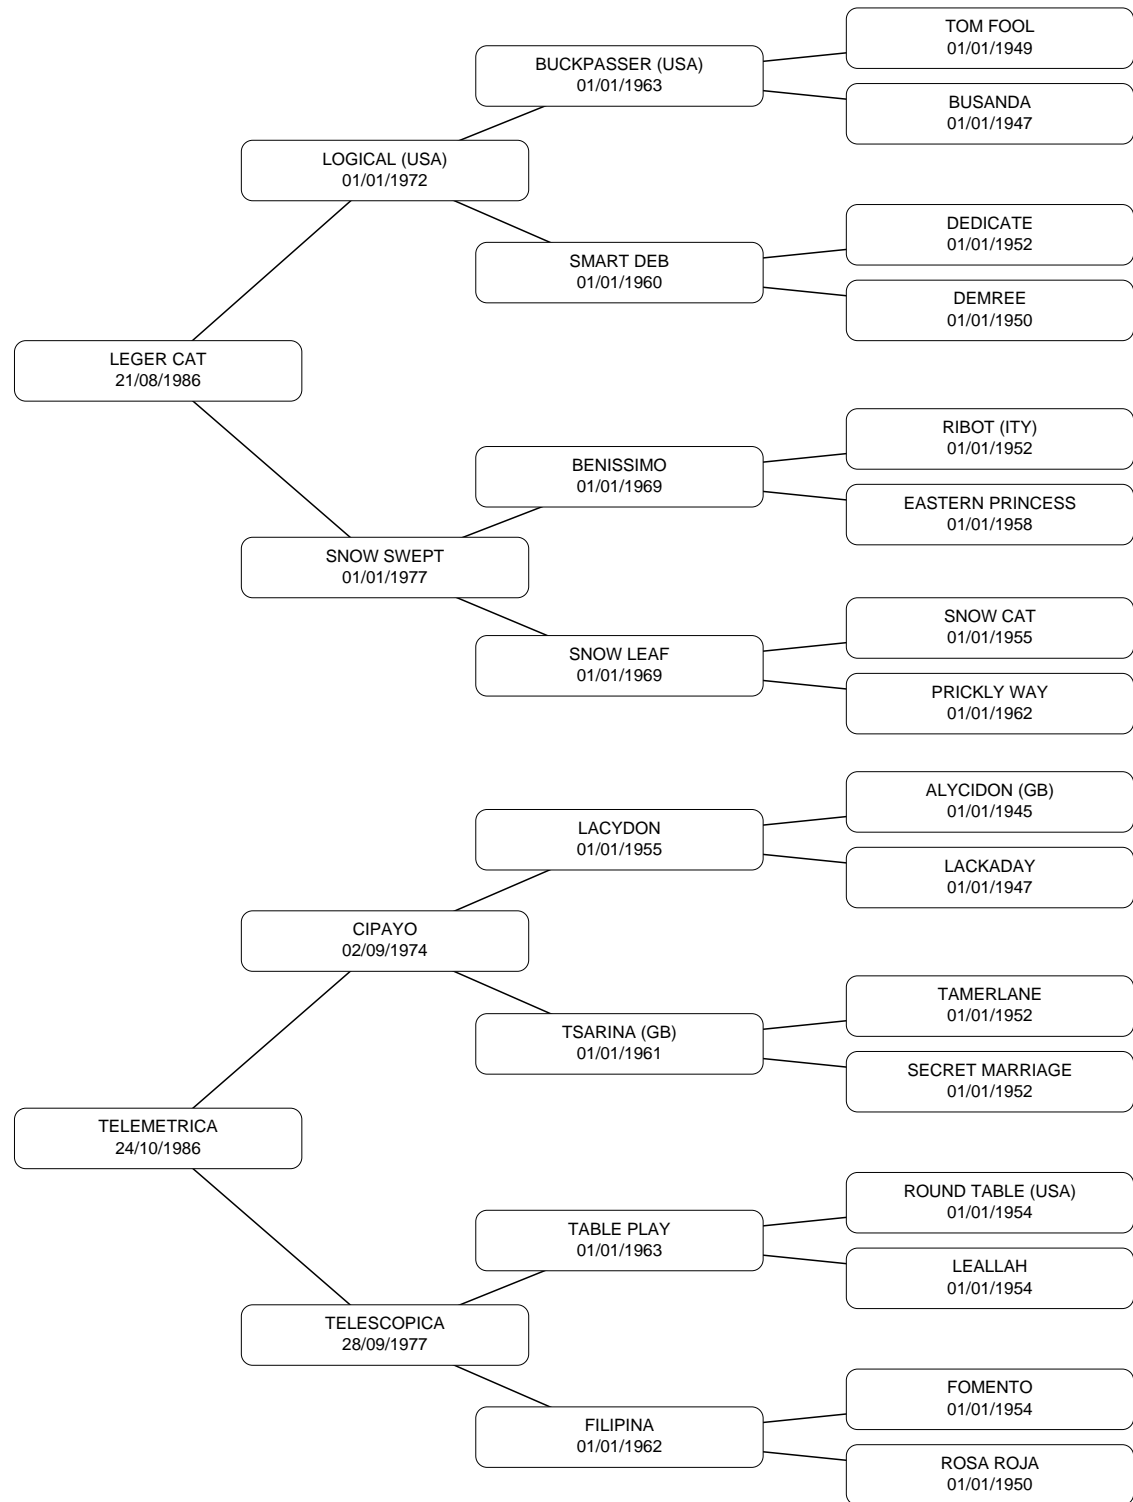 TOM FOOL
01/01/1949
BUCKPASSER (USA)
01/01/1963
BUSANDA
01/01/1947
LOGICAL (USA)
01/01/1972
DEDICATE
01/01/1952
SMART DEB
01/01/1960
DEMREE
01/01/1950
LEGER CAT
21/08/1986
RIBOT (ITY)
01/01/1952
BENISSIMO
01/01/1969
EASTERN PRINCESS
01/01/1958
SNOW SWEPT
01/01/1977
SNOW CAT
01/01/1955
SNOW LEAF
01/01/1969
PRICKLY WAY
01/01/1962
ALYCIDON (GB)
01/01/1945
LACYDON
01/01/1955
LACKADAY
01/01/1947
CIPAYO
02/09/1974
TAMERLANE
01/01/1952
TSARINA (GB)
01/01/1961
SECRET MARRIAGE
01/01/1952
TELEMETRICA
24/10/1986
ROUND TABLE (USA)
01/01/1954
TABLE PLAY
01/01/1963
LEALLAH
01/01/1954
TELESCOPICA
28/09/1977
FOMENTO
01/01/1954
FILIPINA
01/01/1962
ROSA ROJA
01/01/1950